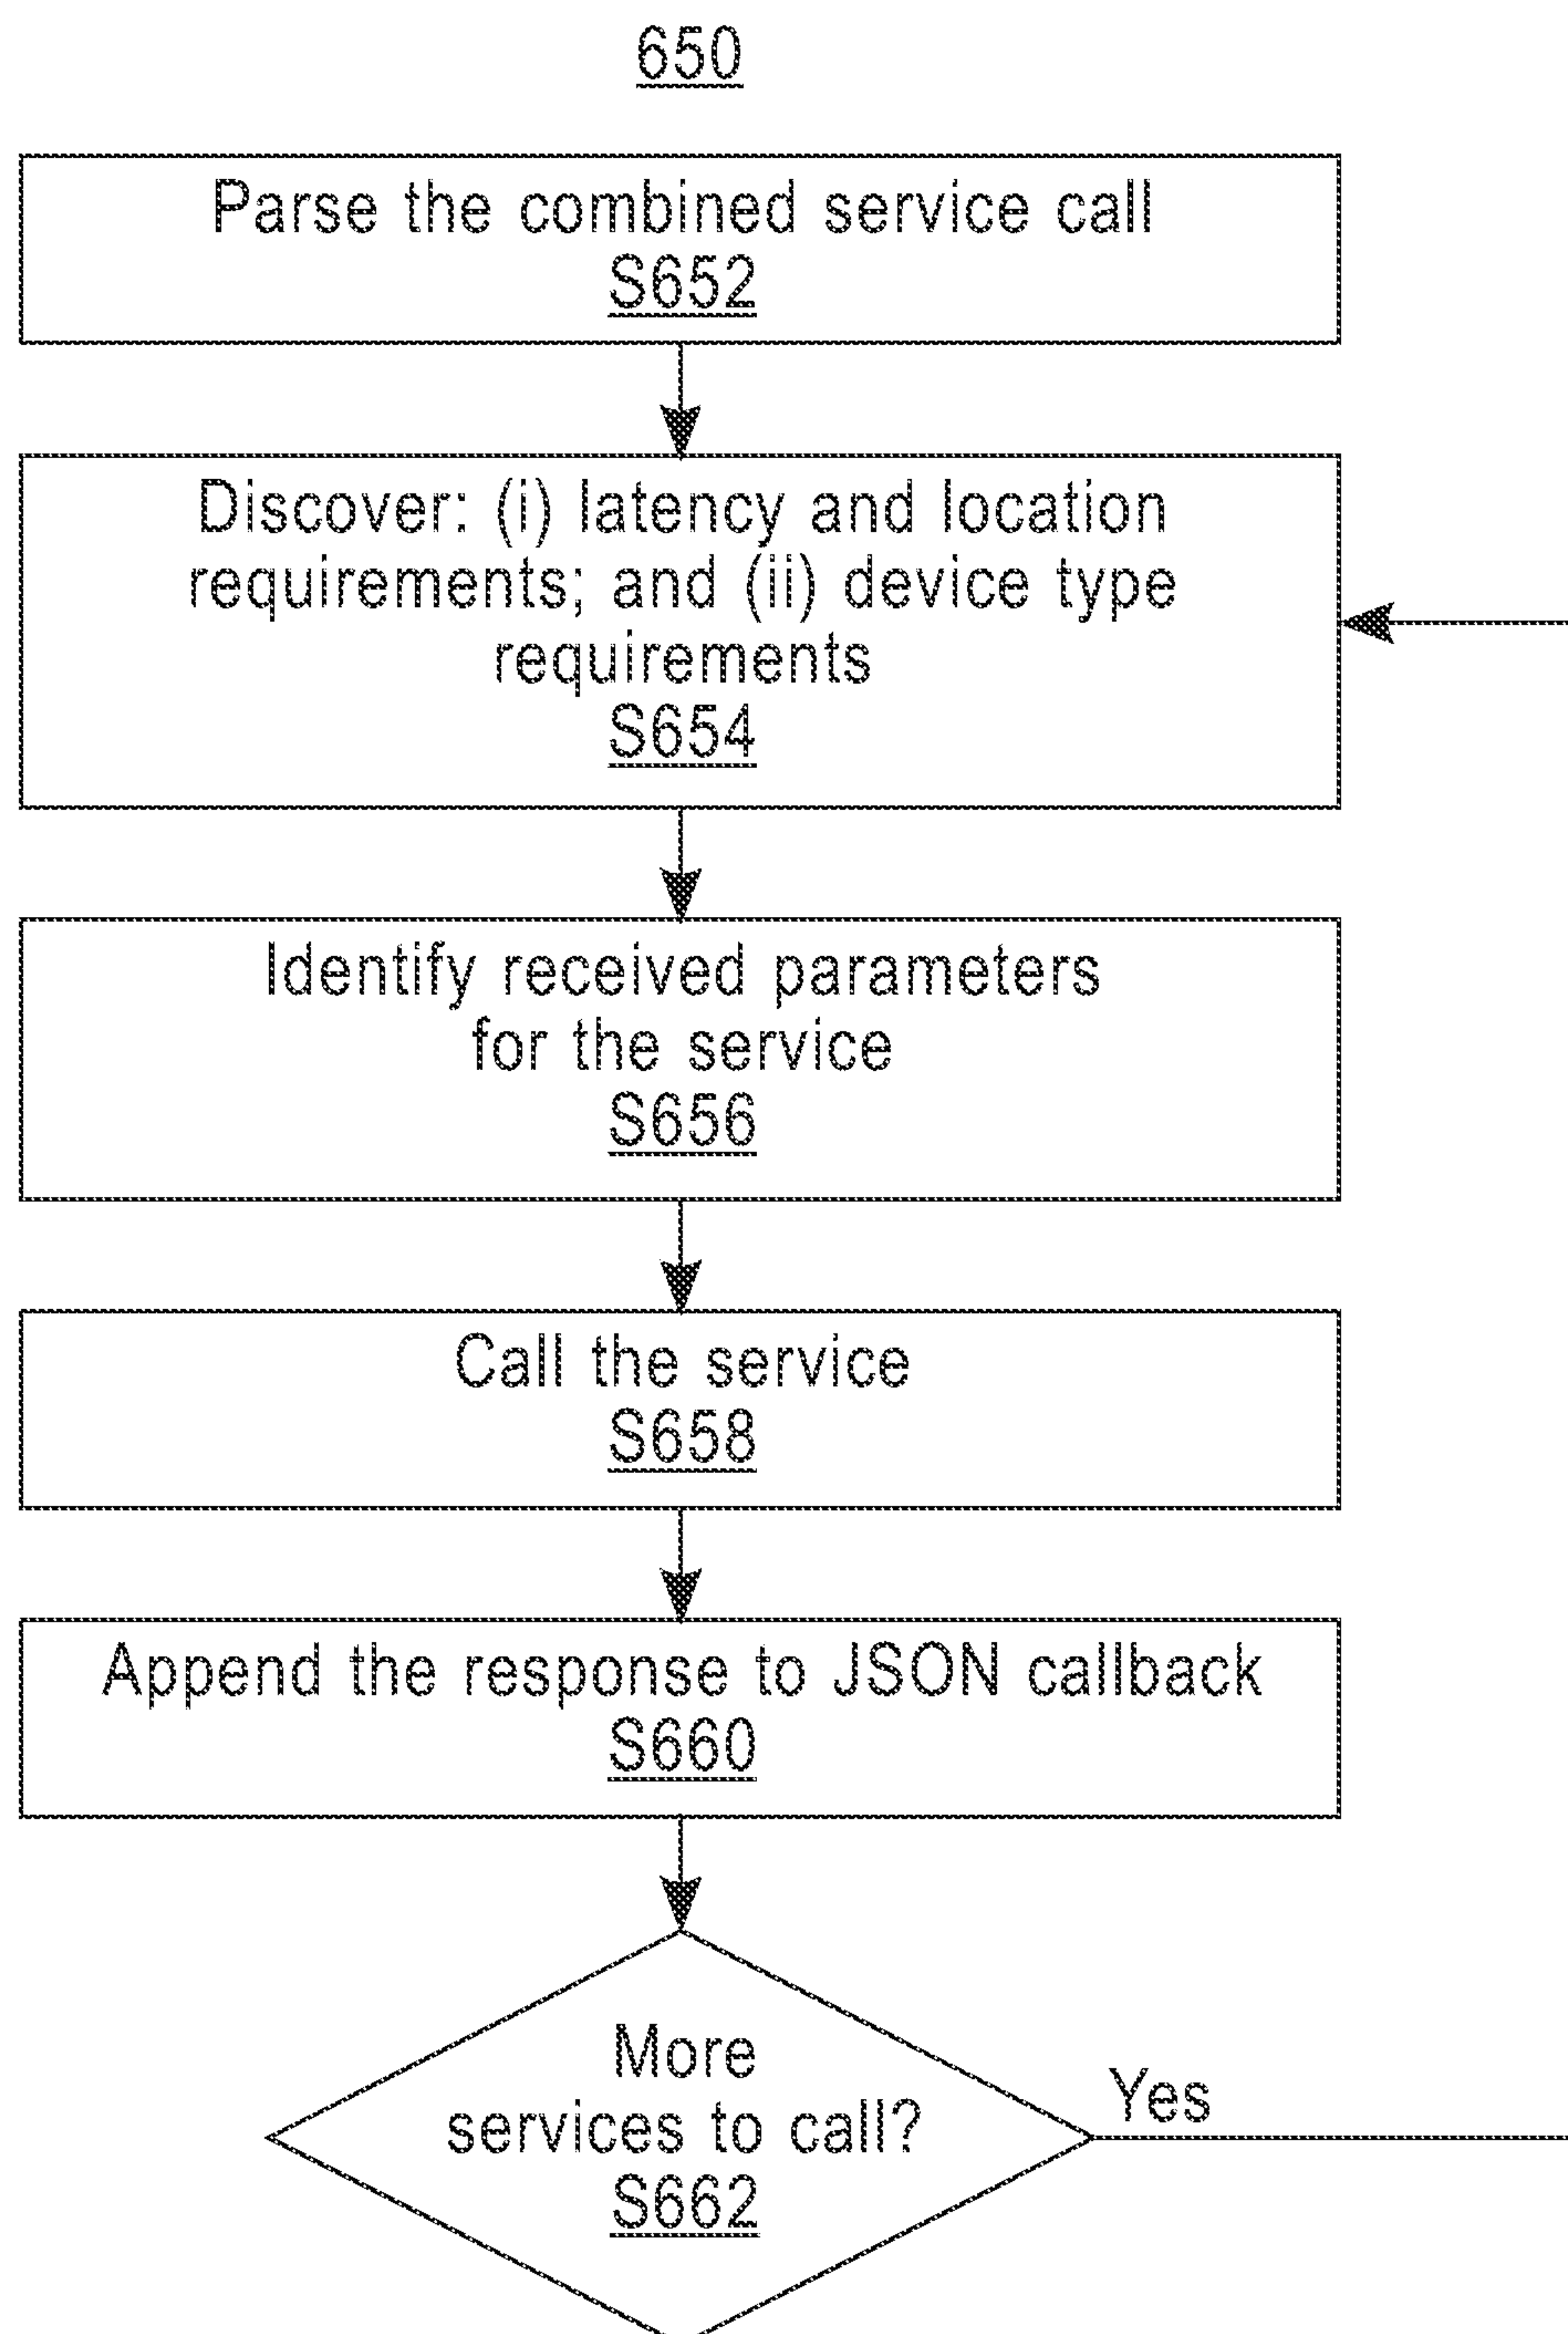 650
Parse the combined service call
S652
Discover: (i) latency and location
requirements; and (ii) device type
requirements
S654
Identify received parameters
for the service
S656
Call the service
S658
Append the response to JSON callback
S660
More
services to call?
S662
Yes